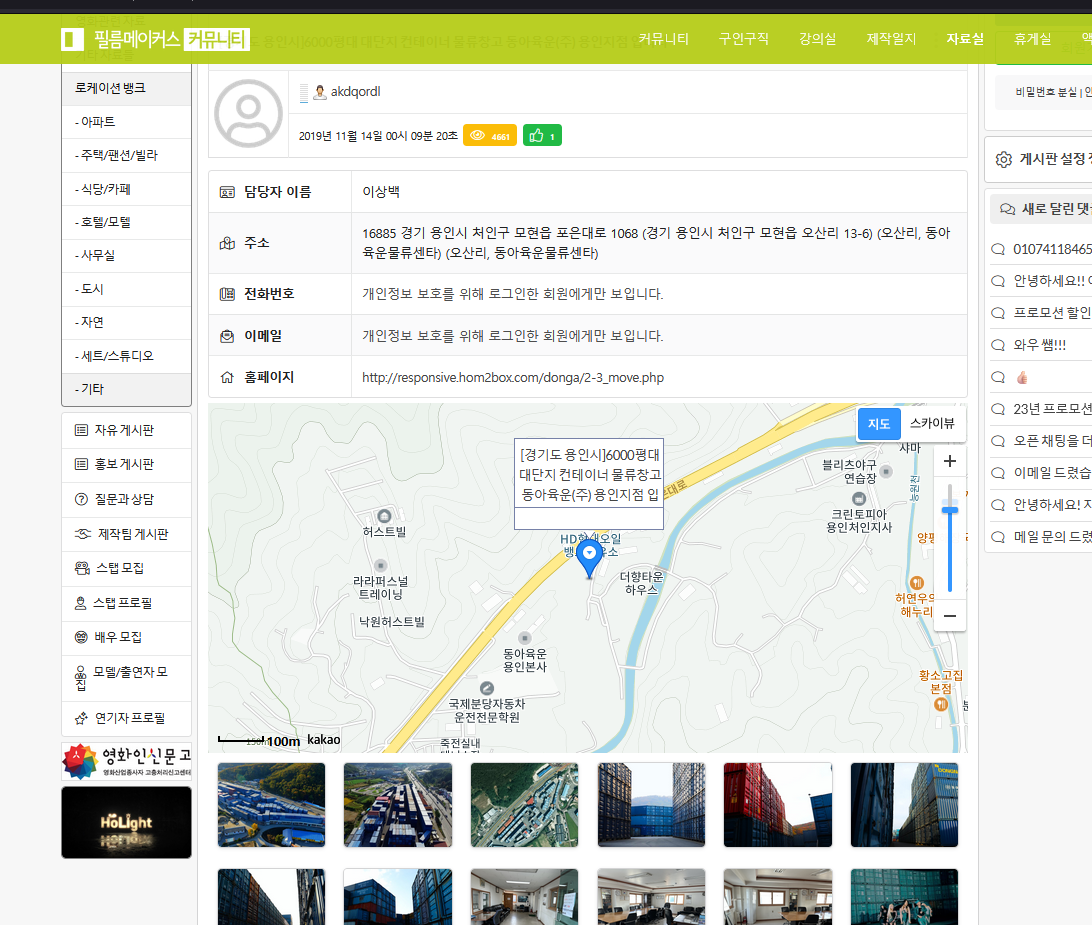 필름메이커스 커뮤니티
커뮤니티
구인구직
강의실
제작일지
자료실
휴게실
로케이션 뱅크
- 아파트
- 주택/팬션/빌라
- 식당/카페
- 호텔/모텔
- 사무실
- 도시
- 자연
- 세트/스튜디오
- 기타
자유 게시판
홍보 게시판
질문과 상담
제작팀 게시판
스탭 모집
스탭 프로필
배우 모집
모델/출연자 모
집
연기자 프로필
영화인신문고
영화산업종사자 고충처리신고센터
HoLight
akdqordl
2019년 11월 14일 00시 09분 20초 4661 1
담당자 이름 이상백
주소 16885 경기 용인시 처인구 모현읍 포은대로 1068 (경기 용인시 처인구 모현읍 오산리 13-6) (오산리, 동아
육운물류센타) (오산리, 동아육운물류센타)
전화번호 개인정보 보호를 위해 로그인한 회원에게만 보입니다.
이메일 개인정보 보호를 위해 로그인한 회원에게만 보입니다.
홈페이지 http://responsive.hom2box.com/donga/2-3_move.php
지도 스카이뷰
[경기도 용인시]6000평대
대단지 컨테이너 물류창고
동아육운(주) 용인지점 입
블리츠야구
연습장
크린토피아
용인처인지사
허스트빌
라라퍼스널
트레이닝
낙원허스트빌
더향타운
하우스
동아육운
용인본사
국제분당자동차
운전전문학원
죽전실내
허연우의
해누리
황소고집
본점
100m kakao
비밀번호 분실
게시판 설정
새로 달린
01074118465
안녕하세요!!
프로모션 할인
와우 쌤!!!
👍
23년 프로모션
오픈 채팅을
이메일 드렸습
안녕하세요!
메일 문의 드렸